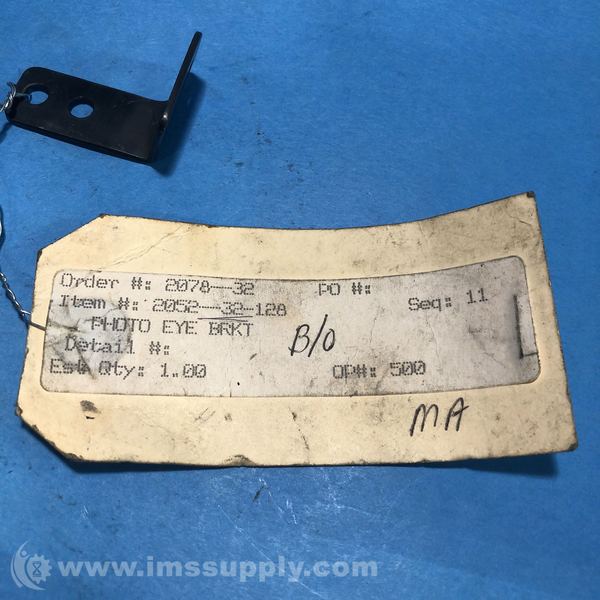 Order #: 2078--32 PO #:
Item #: 2052--32-128 Seq: 11
PHOTO EYE BRKT B/O
Detail #:
Est Qty: 1.00 OP#: 500
MA
www.imssupply.com